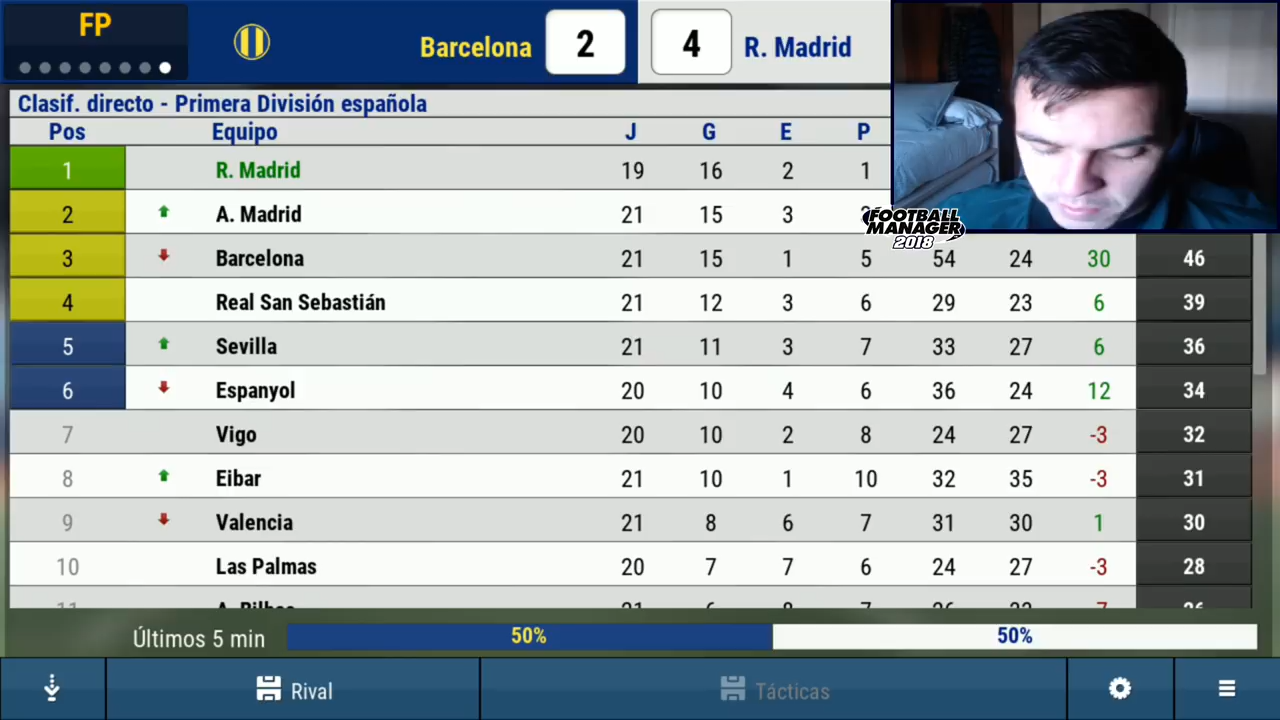 FP
Barcelona 2 4 R. Madrid
Clasif. directo - Primera División española
Pos Equipo J G E P
1 R. Madrid 19 16 2 1
2 A. Madrid 21 15 3
FOOTBALL
MANAGER
2018
3 Barcelona 21 15 1 5 54 24 30 46
4 Real San Sebastián 21 12 3 6 29 23 6 39
5 Sevilla 21 11 3 7 33 27 6 36
6 Espanyol 20 10 4 6 36 24 12 34
7 Vigo 20 10 2 8 24 27 -3 32
8 Eibar 21 10 1 10 32 35 -3 31
9 Valencia 21 8 6 7 31 30 1 30
10 Las Palmas 20 7 7 6 24 27 -3 28
11 A. Bilbao 21
Últimos 5 min 50% 50%
Rival Tácticas